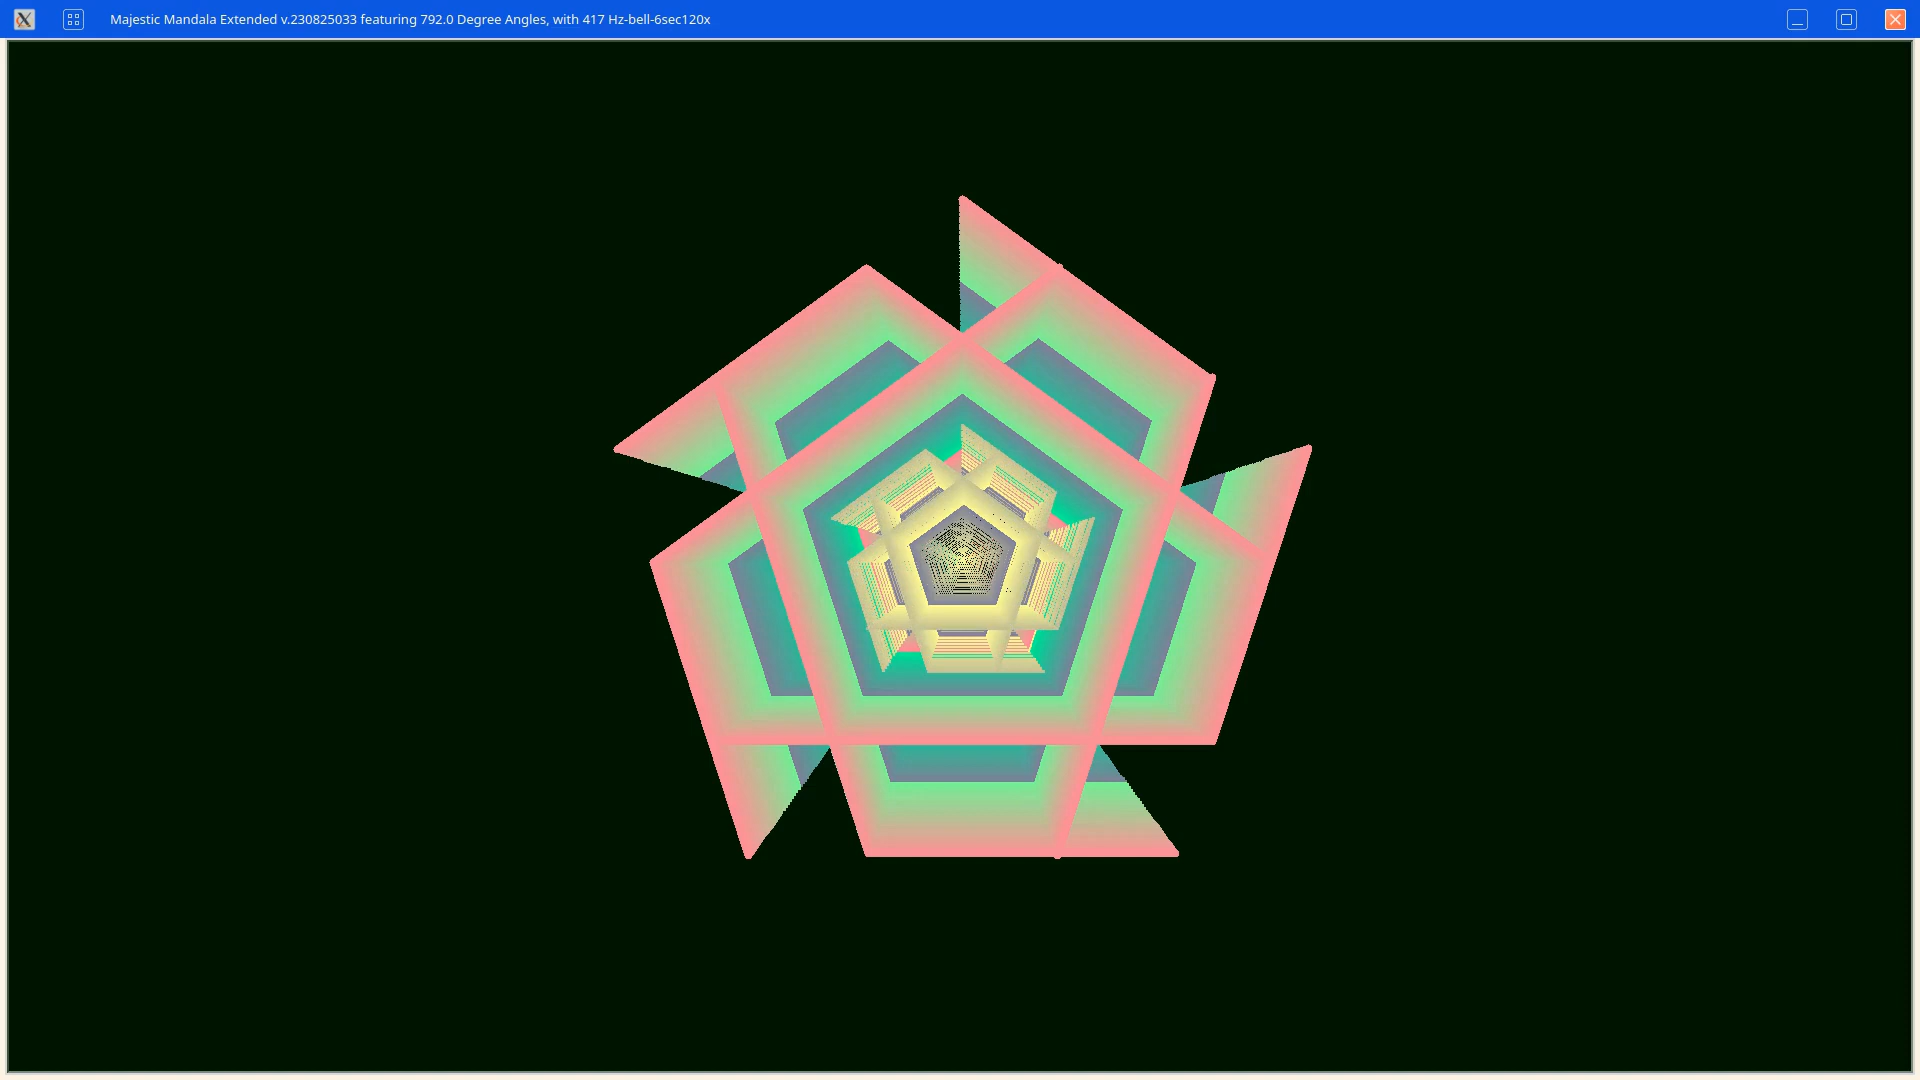 Majestic Mandala Extended v.230825033 featuring 792.0 Degree Angles, with 417 Hz-bell-6sec120x